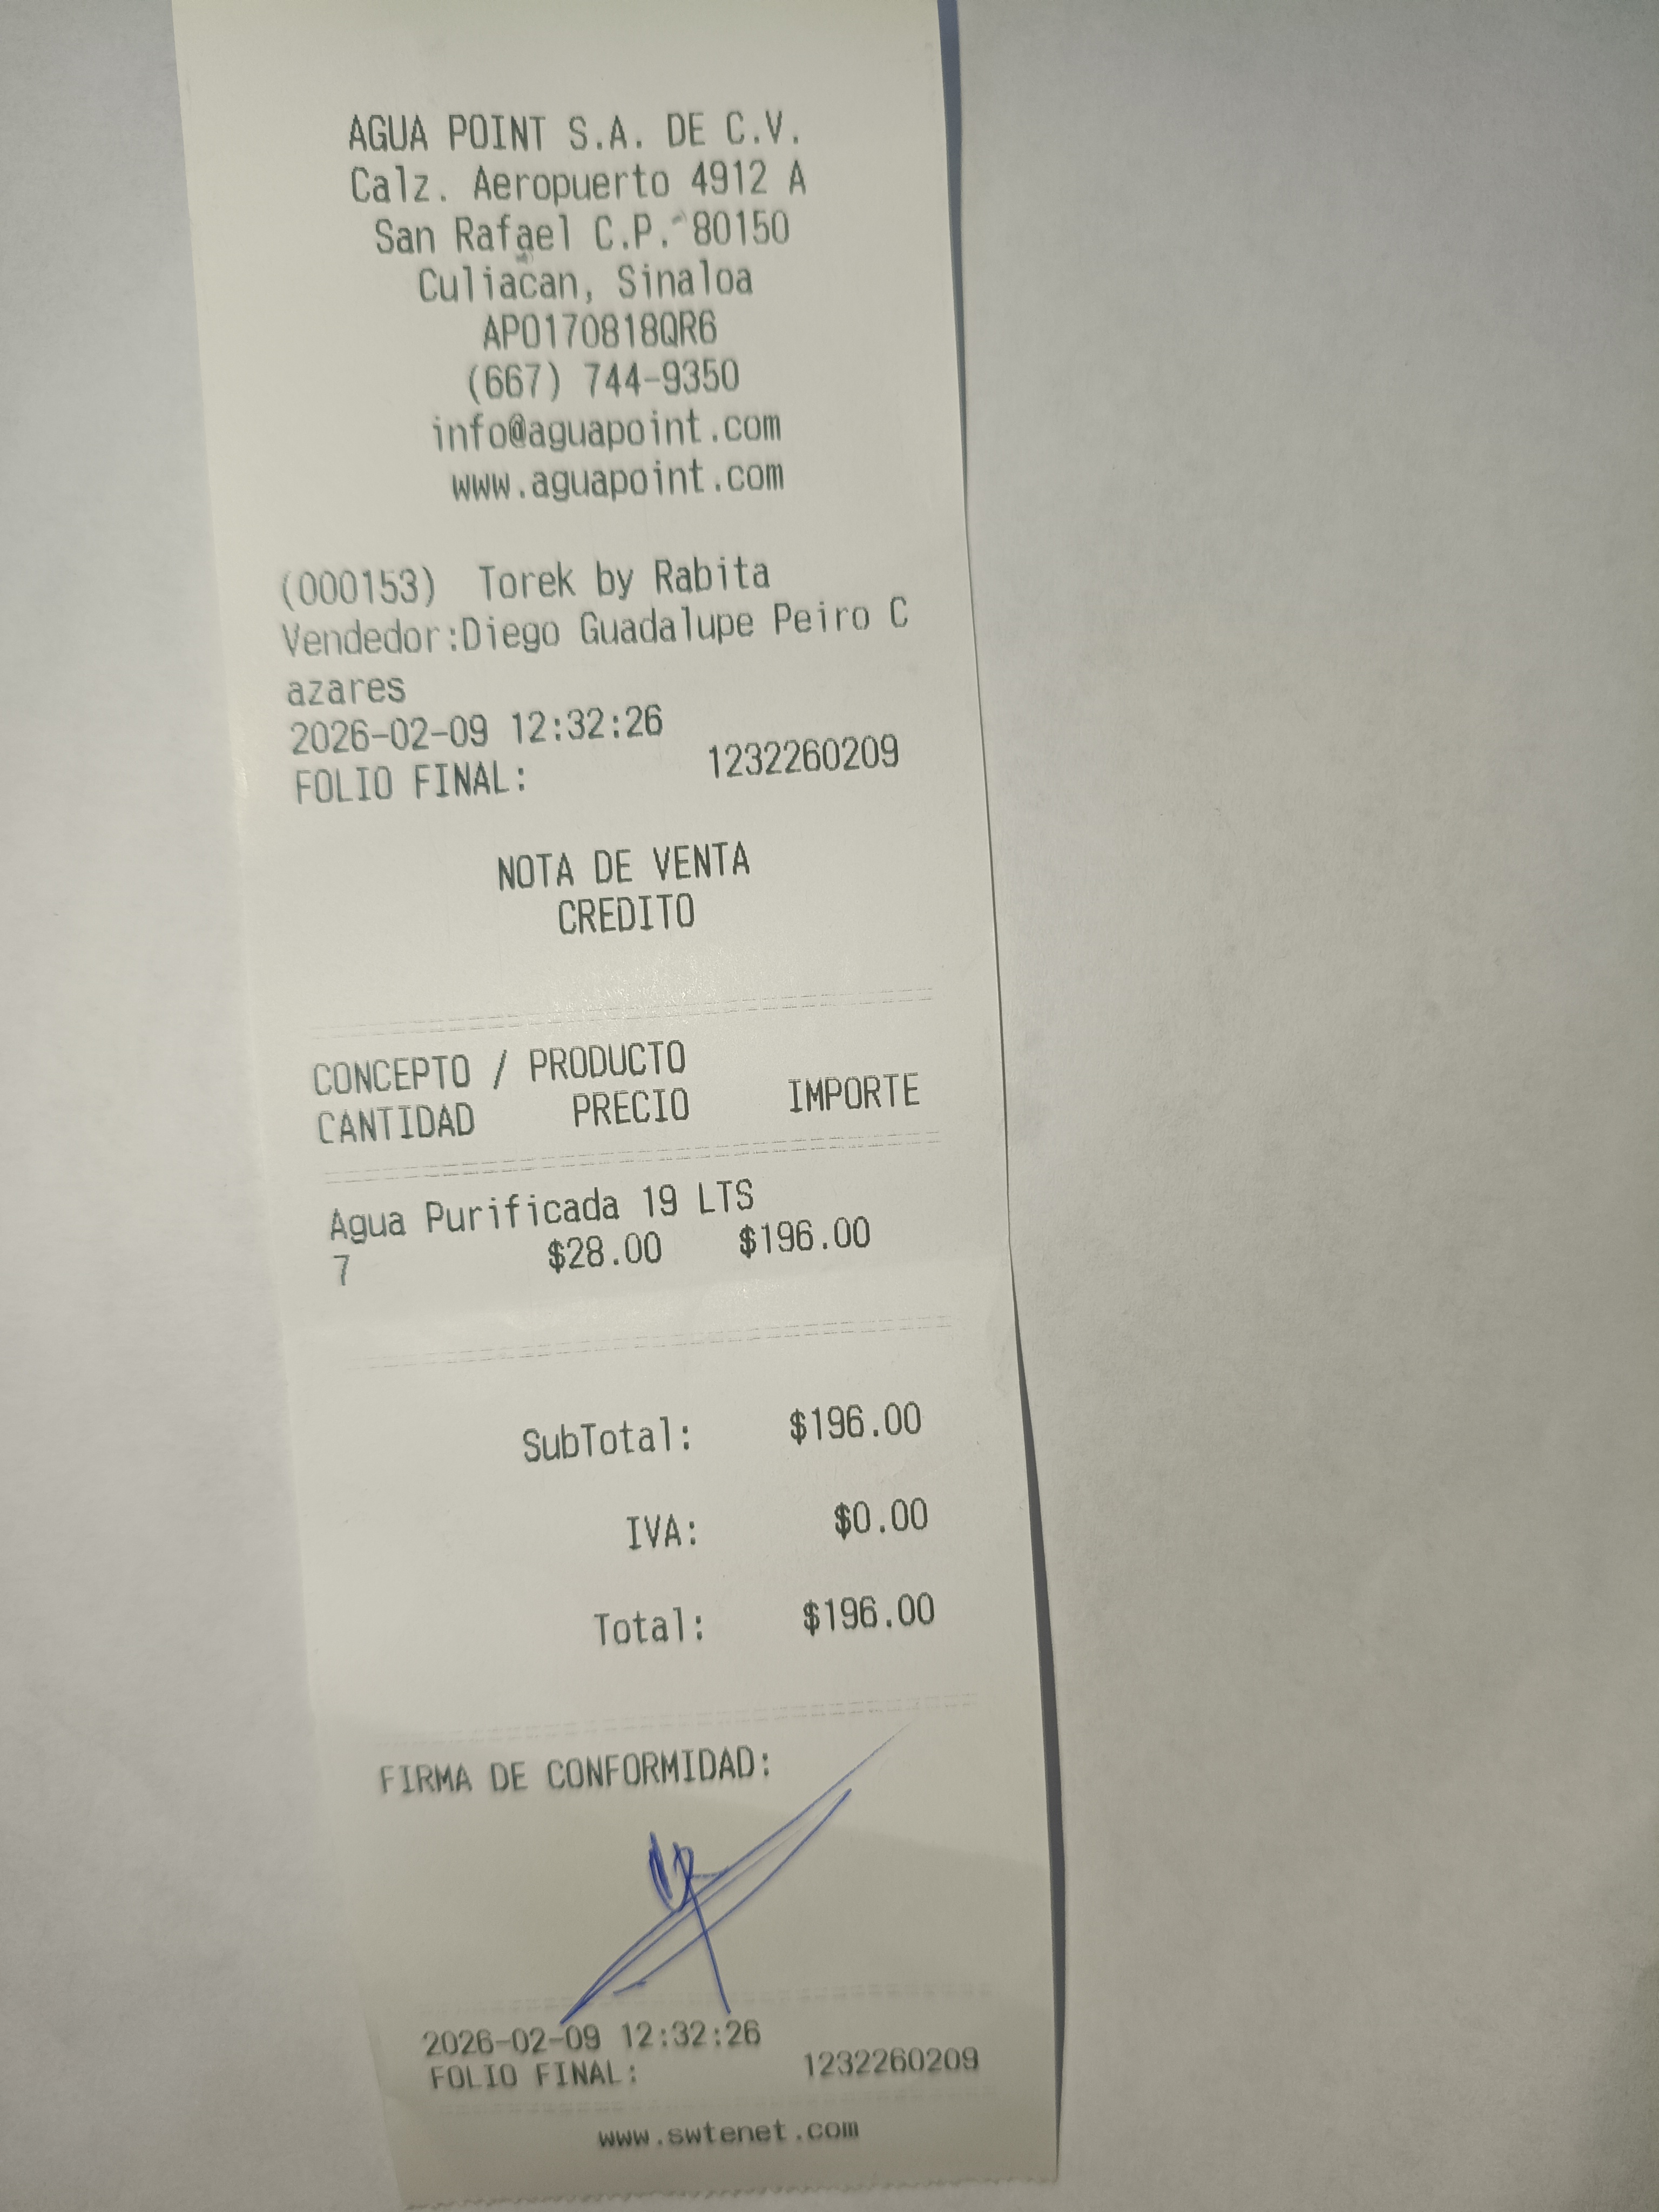 AGUA POINT S.A. DE C.V.
Calz. Aeropuerto 4912 A
San Rafael C.P. 80150
Culiacan, Sinaloa
APO170818QR6
(667) 744-9350
info@aguapoint.com
www.aguapoint.com
(000153) Torek by Rabita
Vendedor:Diego Guadalupe Peiro C
azares
2026-02-09 12:32:26
FOLIO FINAL: 1232260209
NOTA DE VENTA
CREDITO
CONCEPTO / PRODUCTO
CANTIDAD PRECIO IMPORTE
Agua Purificada 19 LTS
7 $28.00 $196.00
SubTotal: $196.00
IVA: $0.00
Total: $196.00
FIRMA DE CONFORMIDAD:
2026-02-09 12:32:26
FOLIO FINAL: 1232260209
www.swtenet.com